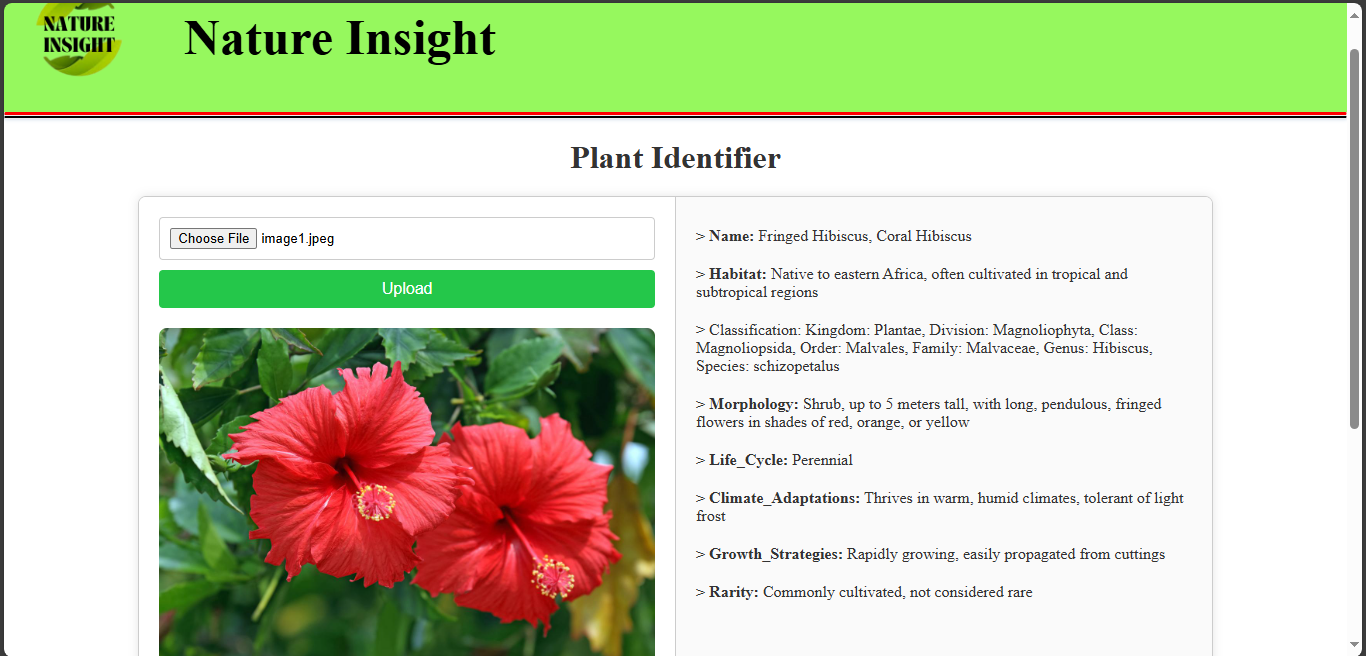 NATURE
INSIGHT
Nature Insight
Plant Identifier
Choose File image1.jpeg
Upload
> Name: Fringed Hibiscus, Coral Hibiscus
> Habitat: Native to eastern Africa, often cultivated in tropical and
subtropical regions
> Classification: Kingdom: Plantae, Division: Magnoliophyta, Class:
Magnoliopsida, Order: Malvales, Family: Malvaceae, Genus: Hibiscus,
Species: schizopetalus
> Morphology: Shrub, up to 5 meters tall, with long, pendulous, fringed
flowers in shades of red, orange, or yellow
> Life_Cycle: Perennial
> Climate_Adaptations: Thrives in warm, humid climates, tolerant of light
frost
> Growth_Strategies: Rapidly growing, easily propagated from cuttings
> Rarity: Commonly cultivated, not considered rare